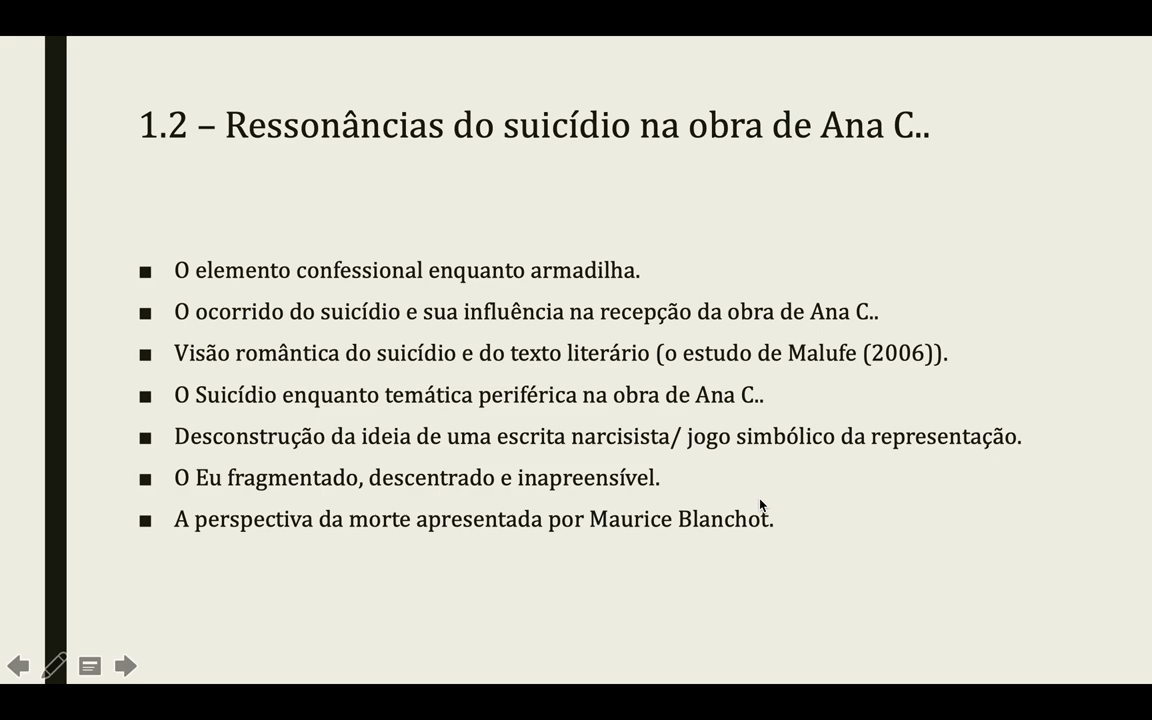 1.2 – Ressonâncias do suicídio na obra de Ana C..
■ O elemento confessional enquanto armadilha.
■ O ocorrido do suicídio e sua influência na recepção da obra de Ana C..
■ Visão romântica do suicídio e do texto literário (o estudo de Malufe (2006)).
■ O Suicídio enquanto temática periférica na obra de Ana C..
■ Desconstrução da ideia de uma escrita narcisista/ jogo simbólico da representação.
■ O Eu fragmentado, descentrado e inapreensível.
■ A perspectiva da morte apresentada por Maurice Blanchot.